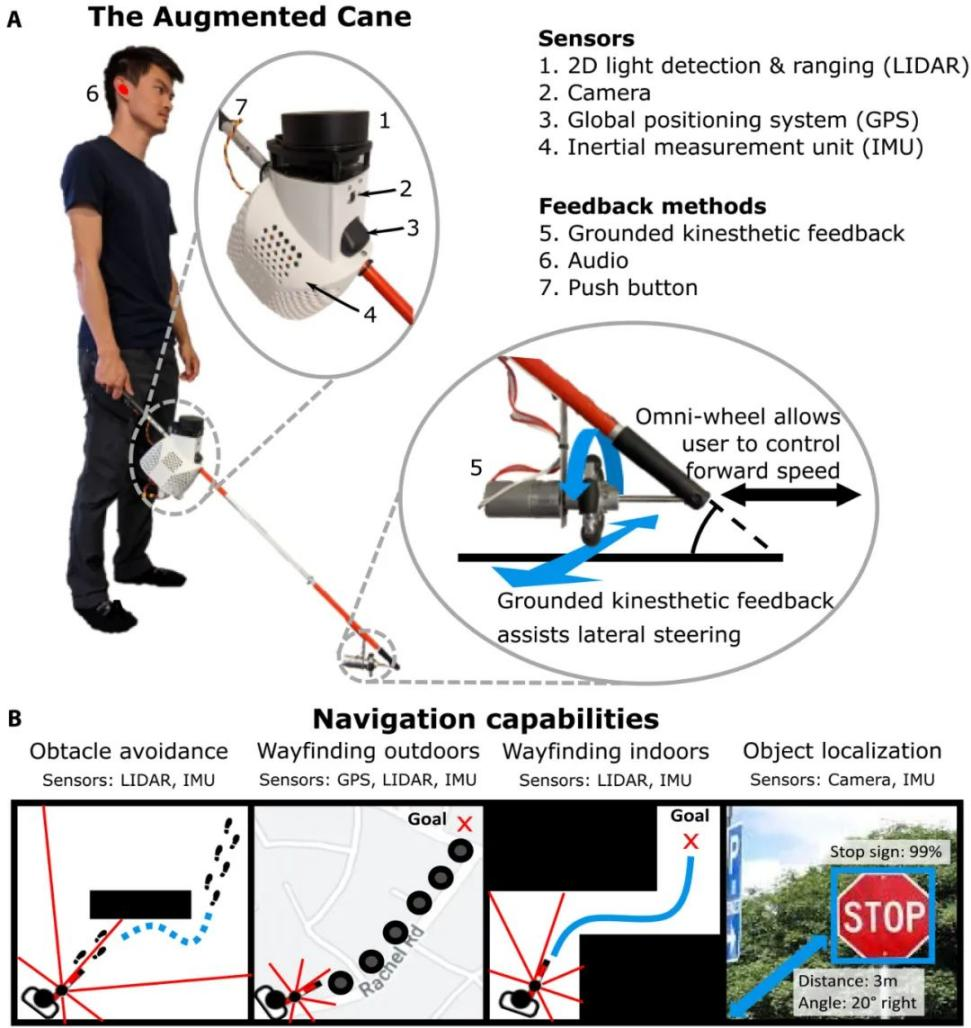 A
The Augmented Cane
Sensors
1. 2D light detection & ranging (LIDAR)
2. Camera
3. Global positioning system (GPS)
4. Inertial measurement unit (IMU)
Feedback methods
5. Grounded kinesthetic feedback
6. Audio
7. Push button
6
7
1
2
3
4
5
Omni-wheel allows
user to control
forward speed
Grounded kinesthetic feedback
assists lateral steering
B
Navigation capabilities
Obtacle avoidance
Sensors: LIDAR, IMU
Wayfinding outdoors
Sensors: GPS, LIDAR, IMU
Goal X
Rachel Rd
Wayfinding indoors
Sensors: LIDAR, IMU
Goal
X
Object localization
Sensors: Camera, IMU
P
Stop sign: 99%
STOP
Distance: 3m
Angle: 20° right